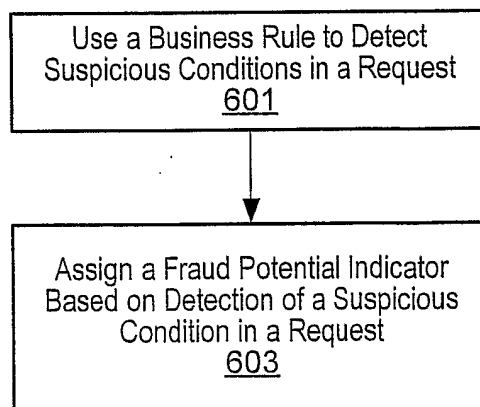 Use a Business Rule to Detect
Suspicious Conditions in a Request
601
Assign a Fraud Potential Indicator
Based on Detection of a Suspicious
Condition in a Request
603